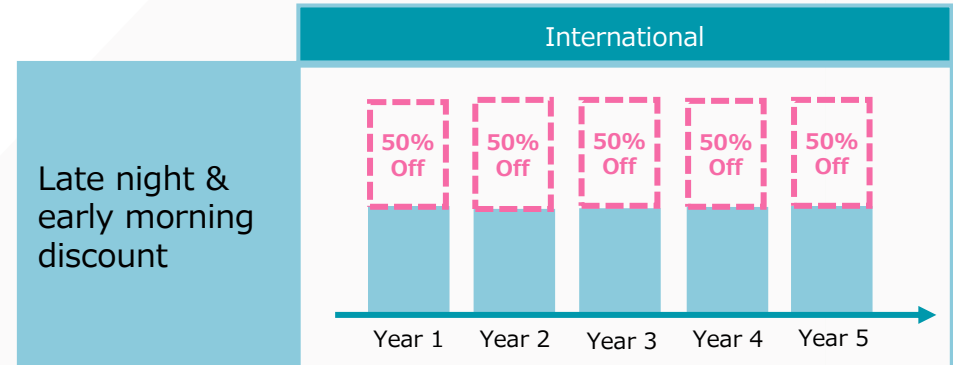 International
Late night &
early morning
discount
50%
Off
50%
Off
50%
Off
50%
Off
50%
Off
Year 1
Year 2
Year 3
Year 4
Year 5